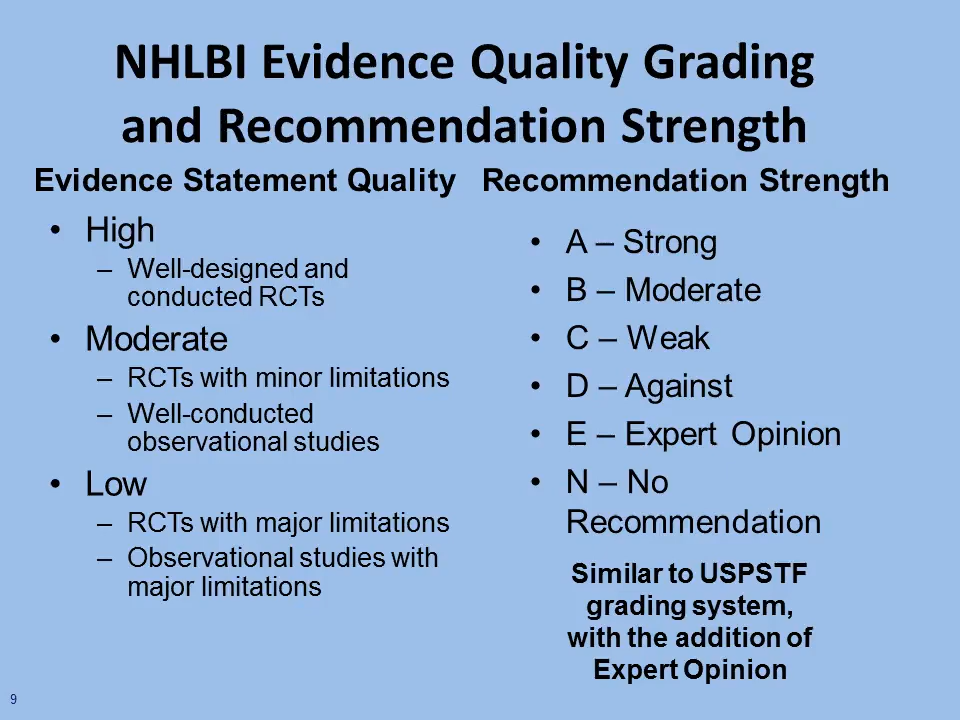 NHLBI Evidence Quality Grading
and Recommendation Strength
Evidence Statement Quality
• High
– Well-designed and
conducted RCTs
• Moderate
– RCTs with minor limitations
– Well-conducted
observational studies
• Low
– RCTs with major limitations
– Observational studies with
major limitations
Recommendation Strength
• A – Strong
• B – Moderate
• C – Weak
• D – Against
• E – Expert Opinion
• N – No
Recommendation
Similar to USPSTF
grading system,
with the addition of
Expert Opinion
9